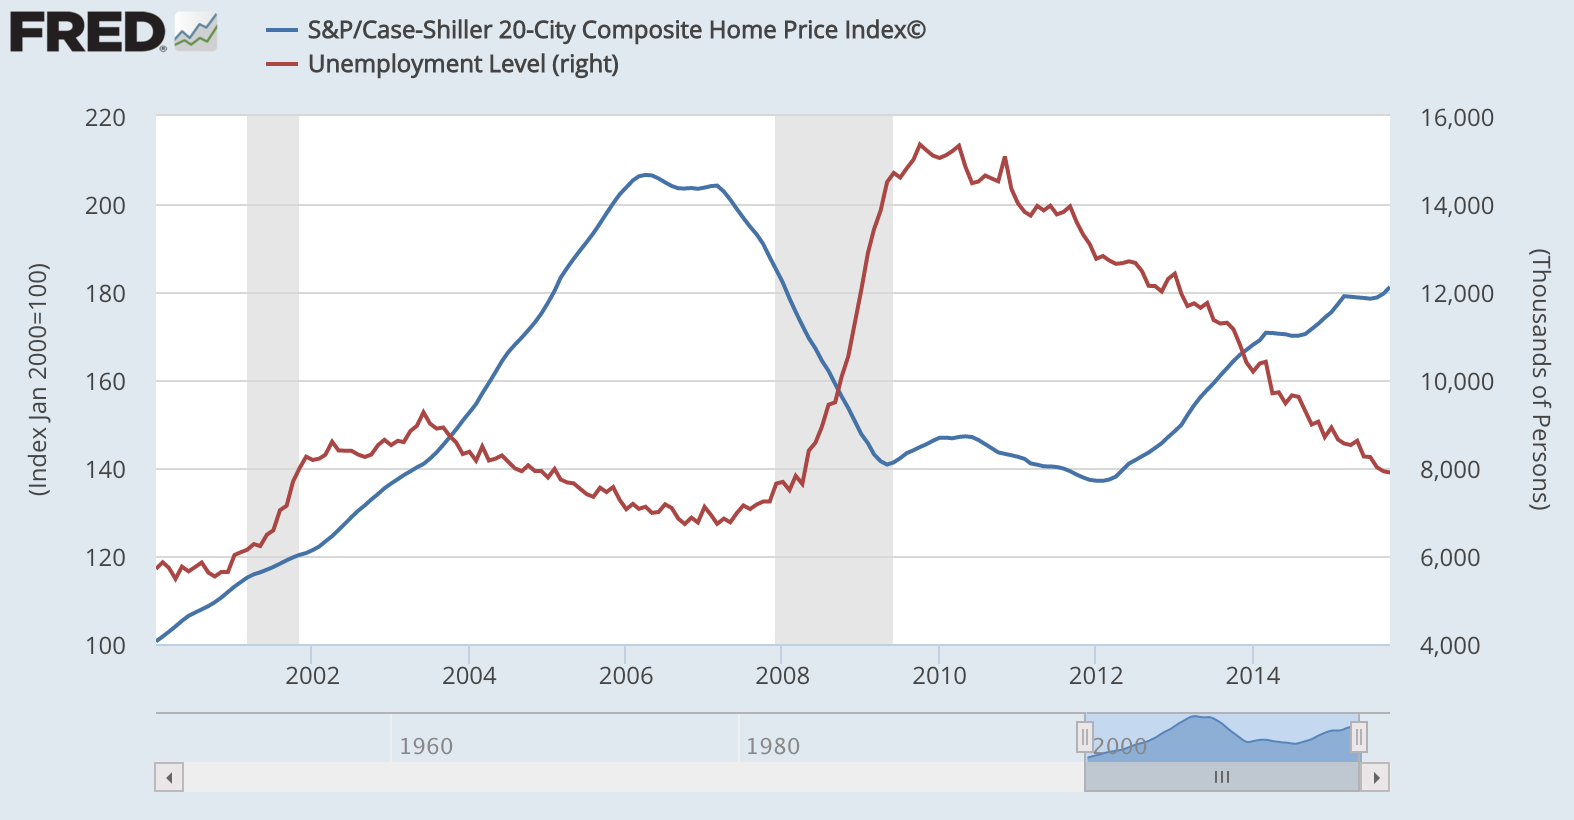 FRED®
S&P/Case-Shiller 20-City Composite Home Price Index©
Unemployment Level (right)
220
200
180
160
140
120
100
(Index Jan 2000=100)
16,000
14,000
12,000
10,000
8,000
6,000
4,000
(Thousands of Persons)
2002 2004 2006 2008 2010 2012 2014
1960 1980 2000